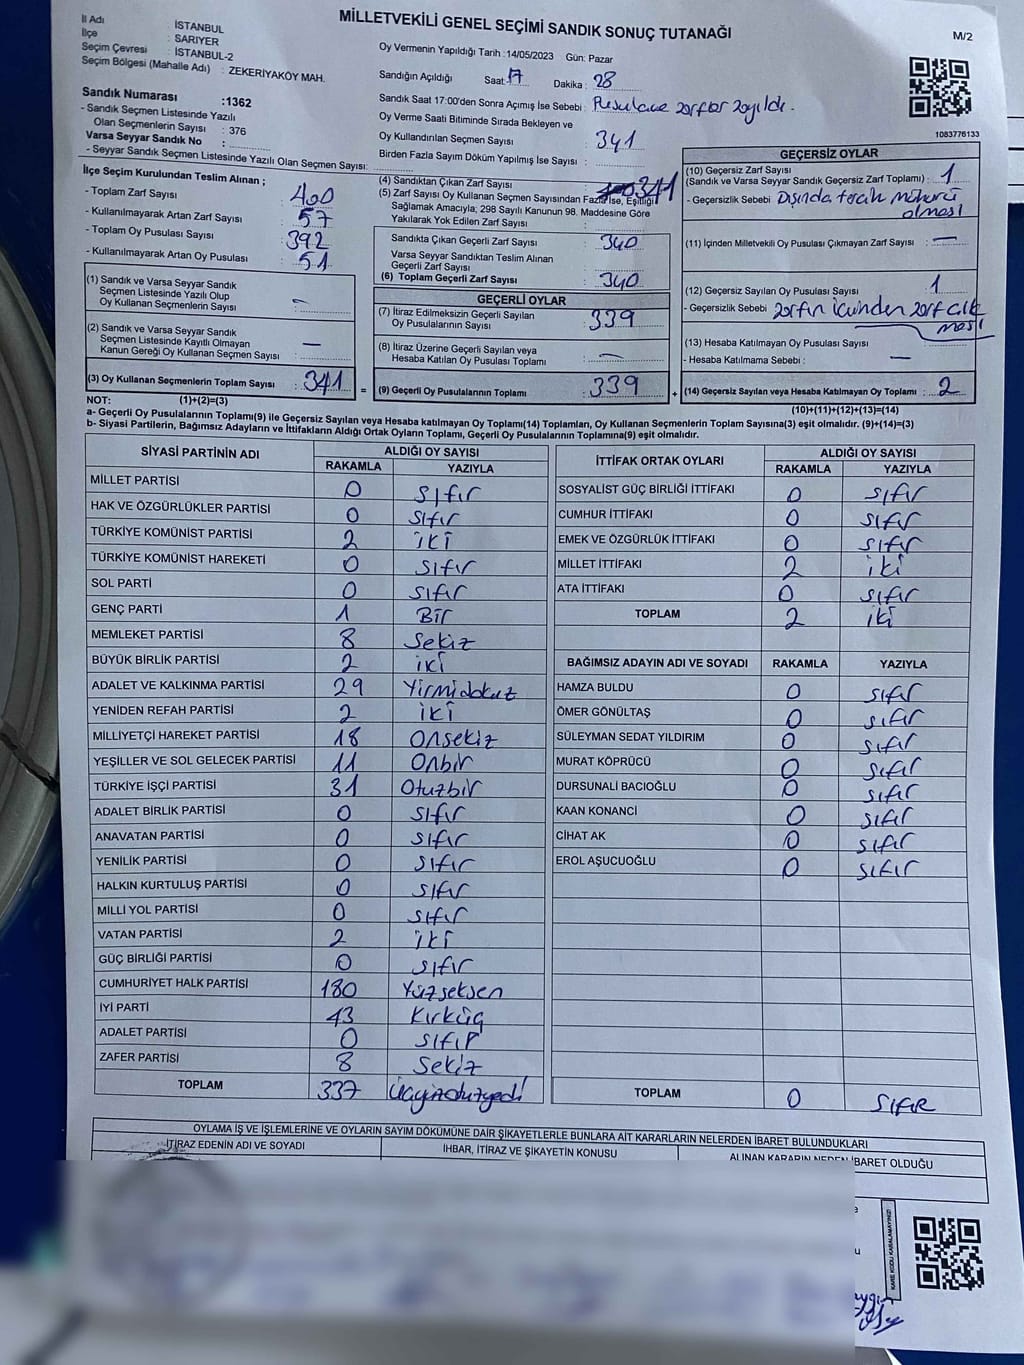 MİLLETVEKİLİ GENEL SEÇİMİ SANDIK SONUÇ TUTANAĞI
M/2
İl Adı : İSTANBUL
İlçe : SARIYER
Seçim Çevresi : İSTANBUL-2
Seçim Bölgesi (Mahalle Adı) : ZEKERİYAKÖY MAH.
Sandık Numarası :1362
- Sandık Seçmen Listesinde Yazılı
Olan Seçmenlerin Sayısı : 376
Varsa Seyyar Sandık No :
- Seyyar Sandık Seçmen Listesinde Yazılı Olan Seçmen Sayısı:
Oy Vermenin Yapıldığı Tarih :14/05/2023 Gün: Pazar
Sandığın Açıldığı Saat: 17 Dakika : 28
Sandık Saat 17:00'den Sonra Açımış İse Sebebi : Pusulave zarflar sayıldı.
Oy Verme Saati Bitiminde Sırada Bekleyen ve
Oy Kullandırılan Seçmen Sayısı : 341
Birden Fazla Sayım Döküm Yapılmış İse Sayısı :
1083776133
İlçe Seçim Kurulundan Teslim Alınan ;
- Toplam Zarf Sayısı : 400
- Kullanılmayarak Artan Zarf Sayısı : 57
- Toplam Oy Pusulası Sayısı : 392
- Kullanılmayarak Artan Oy Pusulası : 51
(1) Sandık ve Varsa Seyyar Sandık
Seçmen Listesinde Yazılı Olup
Oy Kullanan Seçmenlerin Sayısı : —
(2) Sandık ve Varsa Seyyar Sandık
Seçmen Listesinde Kayıtlı Olmayan
Kanun Gereği Oy Kullanan Seçmen Sayısı : —
(3) Oy Kullanan Seçmenlerin Toplam Sayısı : 341 =
(4) Sandıktan Çıkan Zarf Sayısı : 341
(5) Zarf Sayısı Oy Kullanan Seçmen Sayısından Fazla İse, Eşitliği
Sağlamak Amacıyla; 298 Sayılı Kanunun 98. Maddesine Göre
Yakılarak Yok Edilen Zarf Sayısı :
Sandıkta Çıkan Geçerli Zarf Sayısı : 340
Varsa Seyyar Sandıktan Teslim Alınan
Geçerli Zarf Sayısı :
(6) Toplam Geçerli Zarf Sayısı : 340
GEÇERLİ OYLAR
(7) İtiraz Edilmeksizin Geçerli Sayılan
Oy Pusulalarının Sayısı : 339
(8) İtiraz Üzerine Geçerli Sayılan veya
Hesaba Katılan Oy Pusulası Toplamı : —
(9) Geçerli Oy Pusulalarının Toplamı : 339 +
GEÇERSİZ OYLAR
(10) Geçersiz Zarf Sayısı
(Sandık ve Varsa Seyyar Sandık Geçersiz Zarf Toplamı) : 1
- Geçersizlik Sebebi : Dışında tercih mühürü
olması
(11) İçinden Milletvekili Oy Pusulası Çıkmayan Zarf Sayısı : —
(12) Geçersiz Sayılan Oy Pusulası Sayısı : 1
- Geçersizlik Sebebi : zarfın içinden zarf çık
ması
(13) Hesaba Katılmayan Oy Pusulası Sayısı :
- Hesaba Katılmama Sebebi : —
(14) Geçersiz Sayılan veya Hesaba Katılmayan Oy Toplamı : 2
NOT: (1)+(2)=(3)
(10)+(11)+(12)+(13)=(14)
a- Geçerli Oy Pusulalarının Toplamı(9) ile Geçersiz Sayılan veya Hesaba katılmayan Oy Toplamı(14) Toplamları, Oy Kullanan Seçmenlerin Toplam Sayısına(3) eşit olmalıdır. (9)+(14)=(3)
b- Siyasi Partilerin, Bağımsız Adayların ve İttifakların Aldığı Ortak Oyların Toplamı, Geçerli Oy Pusulalarının Toplamına(9) eşit olmalıdır.
SİYASİ PARTİNİN ADI ALDIĞI OY SAYISI
RAKAMLA YAZIYLA
MİLLET PARTİSİ 0 sıfır
HAK VE ÖZGÜRLÜKLER PARTİSİ 0 sıfır
TÜRKİYE KOMÜNİST PARTİSİ 2 iki
TÜRKİYE KOMÜNİST HAREKETİ 0 sıfır
SOL PARTİ 0 sıfır
GENÇ PARTİ 1 Bir
MEMLEKET PARTİSİ 8 Sekiz
BÜYÜK BİRLİK PARTİSİ 2 iki
ADALET VE KALKINMA PARTİSİ 29 Yirmidokuz
YENİDEN REFAH PARTİSİ 2 iki
MİLLİYETÇİ HAREKET PARTİSİ 18 Onsekiz
YEŞİLLER VE SOL GELECEK PARTİSİ 11 Onbir
TÜRKİYE İŞÇİ PARTİSİ 31 Otuzbir
ADALET BİRLİK PARTİSİ 0 sıfır
ANAVATAN PARTİSİ 0 sıfır
YENİLİK PARTİSİ 0 sıfır
HALKIN KURTULUŞ PARTİSİ 0 sıfır
MİLLİ YOL PARTİSİ 0 sıfır
VATAN PARTİSİ 2 iki
GÜÇ BİRLİĞİ PARTİSİ 0 sıfır
CUMHURİYET HALK PARTİSİ 180 Yüzseksen
İYİ PARTİ 43 Kırküç
ADALET PARTİSİ 0 sıfır
ZAFER PARTİSİ 8 Sekiz
TOPLAM 337 Üçyüzotuzyedi
İTTİFAK ORTAK OYLARI ALDIĞI OY SAYISI
RAKAMLA YAZIYLA
SOSYALİST GÜÇ BİRLİĞİ İTTİFAKI 0 sıfır
CUMHUR İTTİFAKI 0 sıfır
EMEK VE ÖZGÜRLÜK İTTİFAKI 0 sıfır
MİLLET İTTİFAKI 2 iki
ATA İTTİFAKI 0 sıfır
TOPLAM 2 iki
BAĞIMSIZ ADAYIN ADI VE SOYADI RAKAMLA YAZIYLA
HAMZA BULDU 0 sıfır
ÖMER GÖNÜLTAŞ 0 sıfır
SÜLEYMAN SEDAT YILDIRIM 0 sıfır
MURAT KÖPRÜCÜ 0 sıfır
DURSUNALİ BACIOĞLU 0 sıfır
KAAN KONANCİ 0 sıfır
CİHAT AK 0 sıfır
EROL AŞUCUOĞLU 0 sıfır
TOPLAM 0 SIFIR
OYLAMA İŞ VE İŞLEMLERİNE VE OYLARIN SAYIM DÖKÜMÜNE DAİR ŞİKAYETLERLE BUNLARA AİT KARARLARIN NELERDEN İBARET BULUNDUKLARI
İTİRAZ EDENİN ADI VE SOYADI İHBAR, İTİRAZ VE ŞİKAYETİN KONUSU ALINAN KARARIN NEDEN İBARET OLDUĞU
KARE KODU KARALAMAYINIZ!